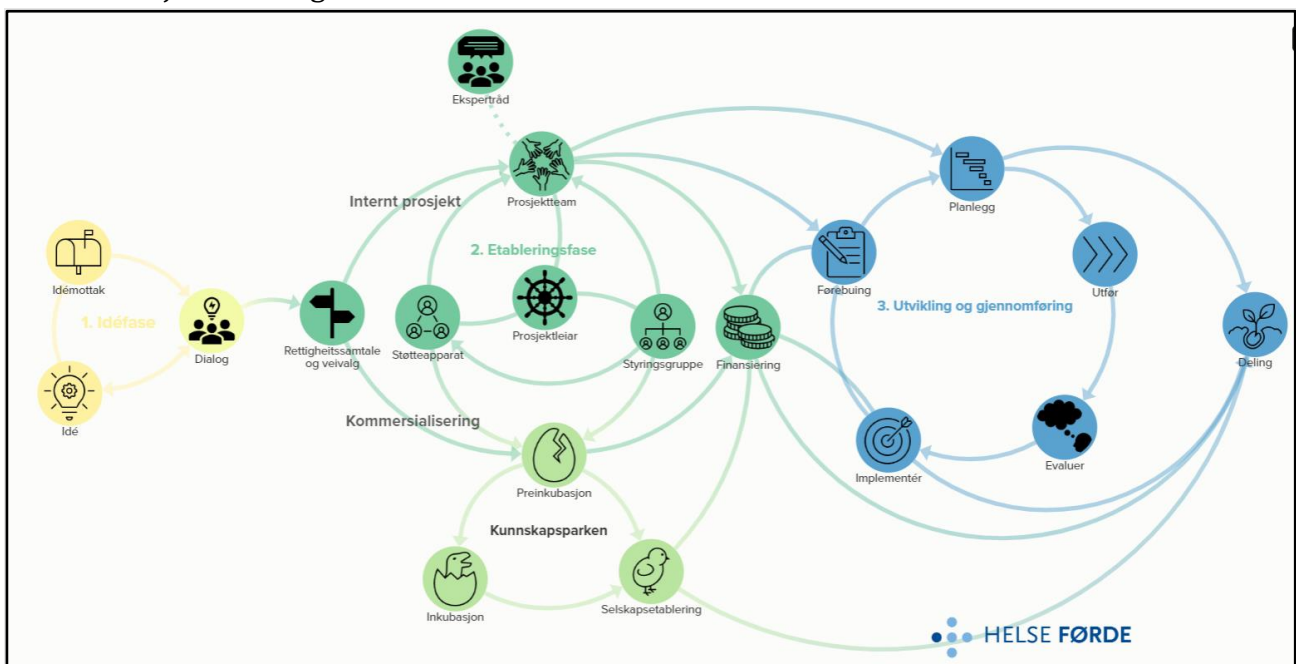 Ekspertråd
Prosjektteam
Internt prosjekt
Planlegg
Idémottak
2. Etableringsfase
Førebuing
Utfør
1. Idéfase
3. Utvikling og gjennomføring
Dialog
Rettigheitssamtale
og veivalg
Støtteapparat
Prosjektleiar
Styringsgruppe
Finansiering
Deling
Idé
Kommersialisering
Preinkubasjon
Implementér
Evaluer
Kunnskapsparken
Inkubasjon
Selskapsetablering
HELSE FØRDE